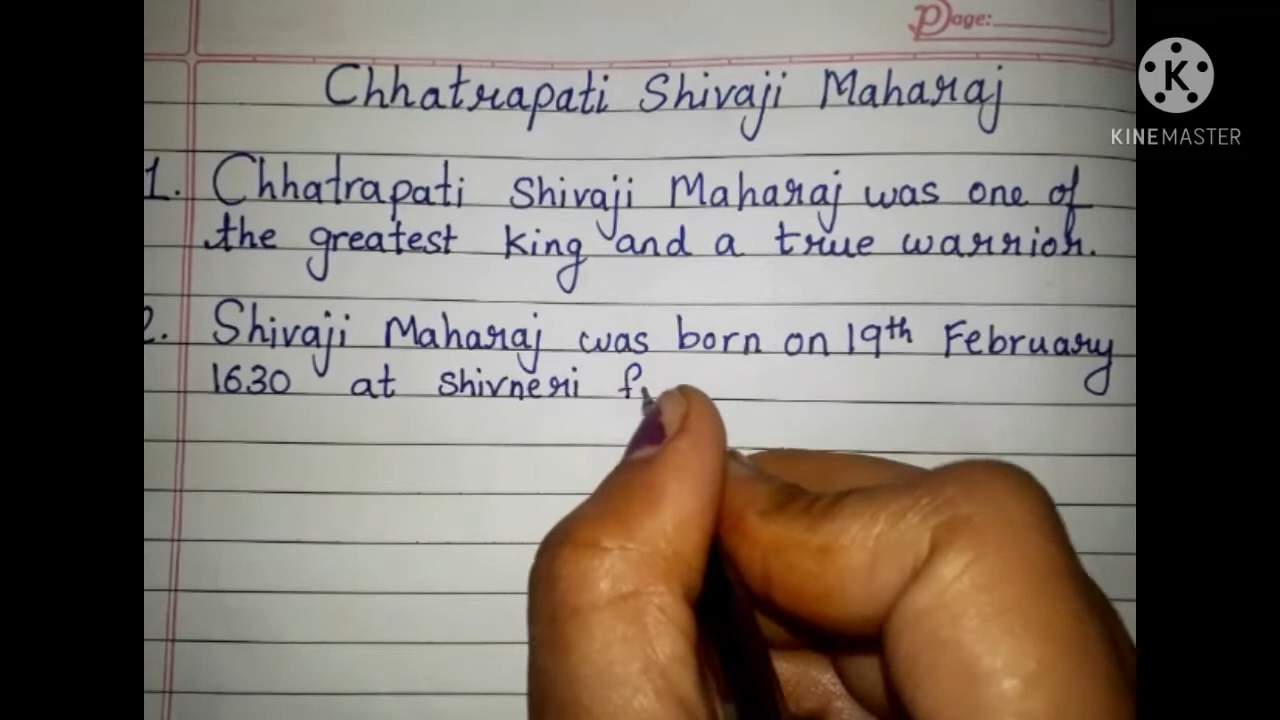 Page:
K
KINEMASTER
Chhatrapati Shivaji Maharaj
1. Chhatrapati Shivaji Maharaj was one of
the greatest king and a true warrior.
2. Shivaji Maharaj was born on 19th February
1630 at Shivneri f